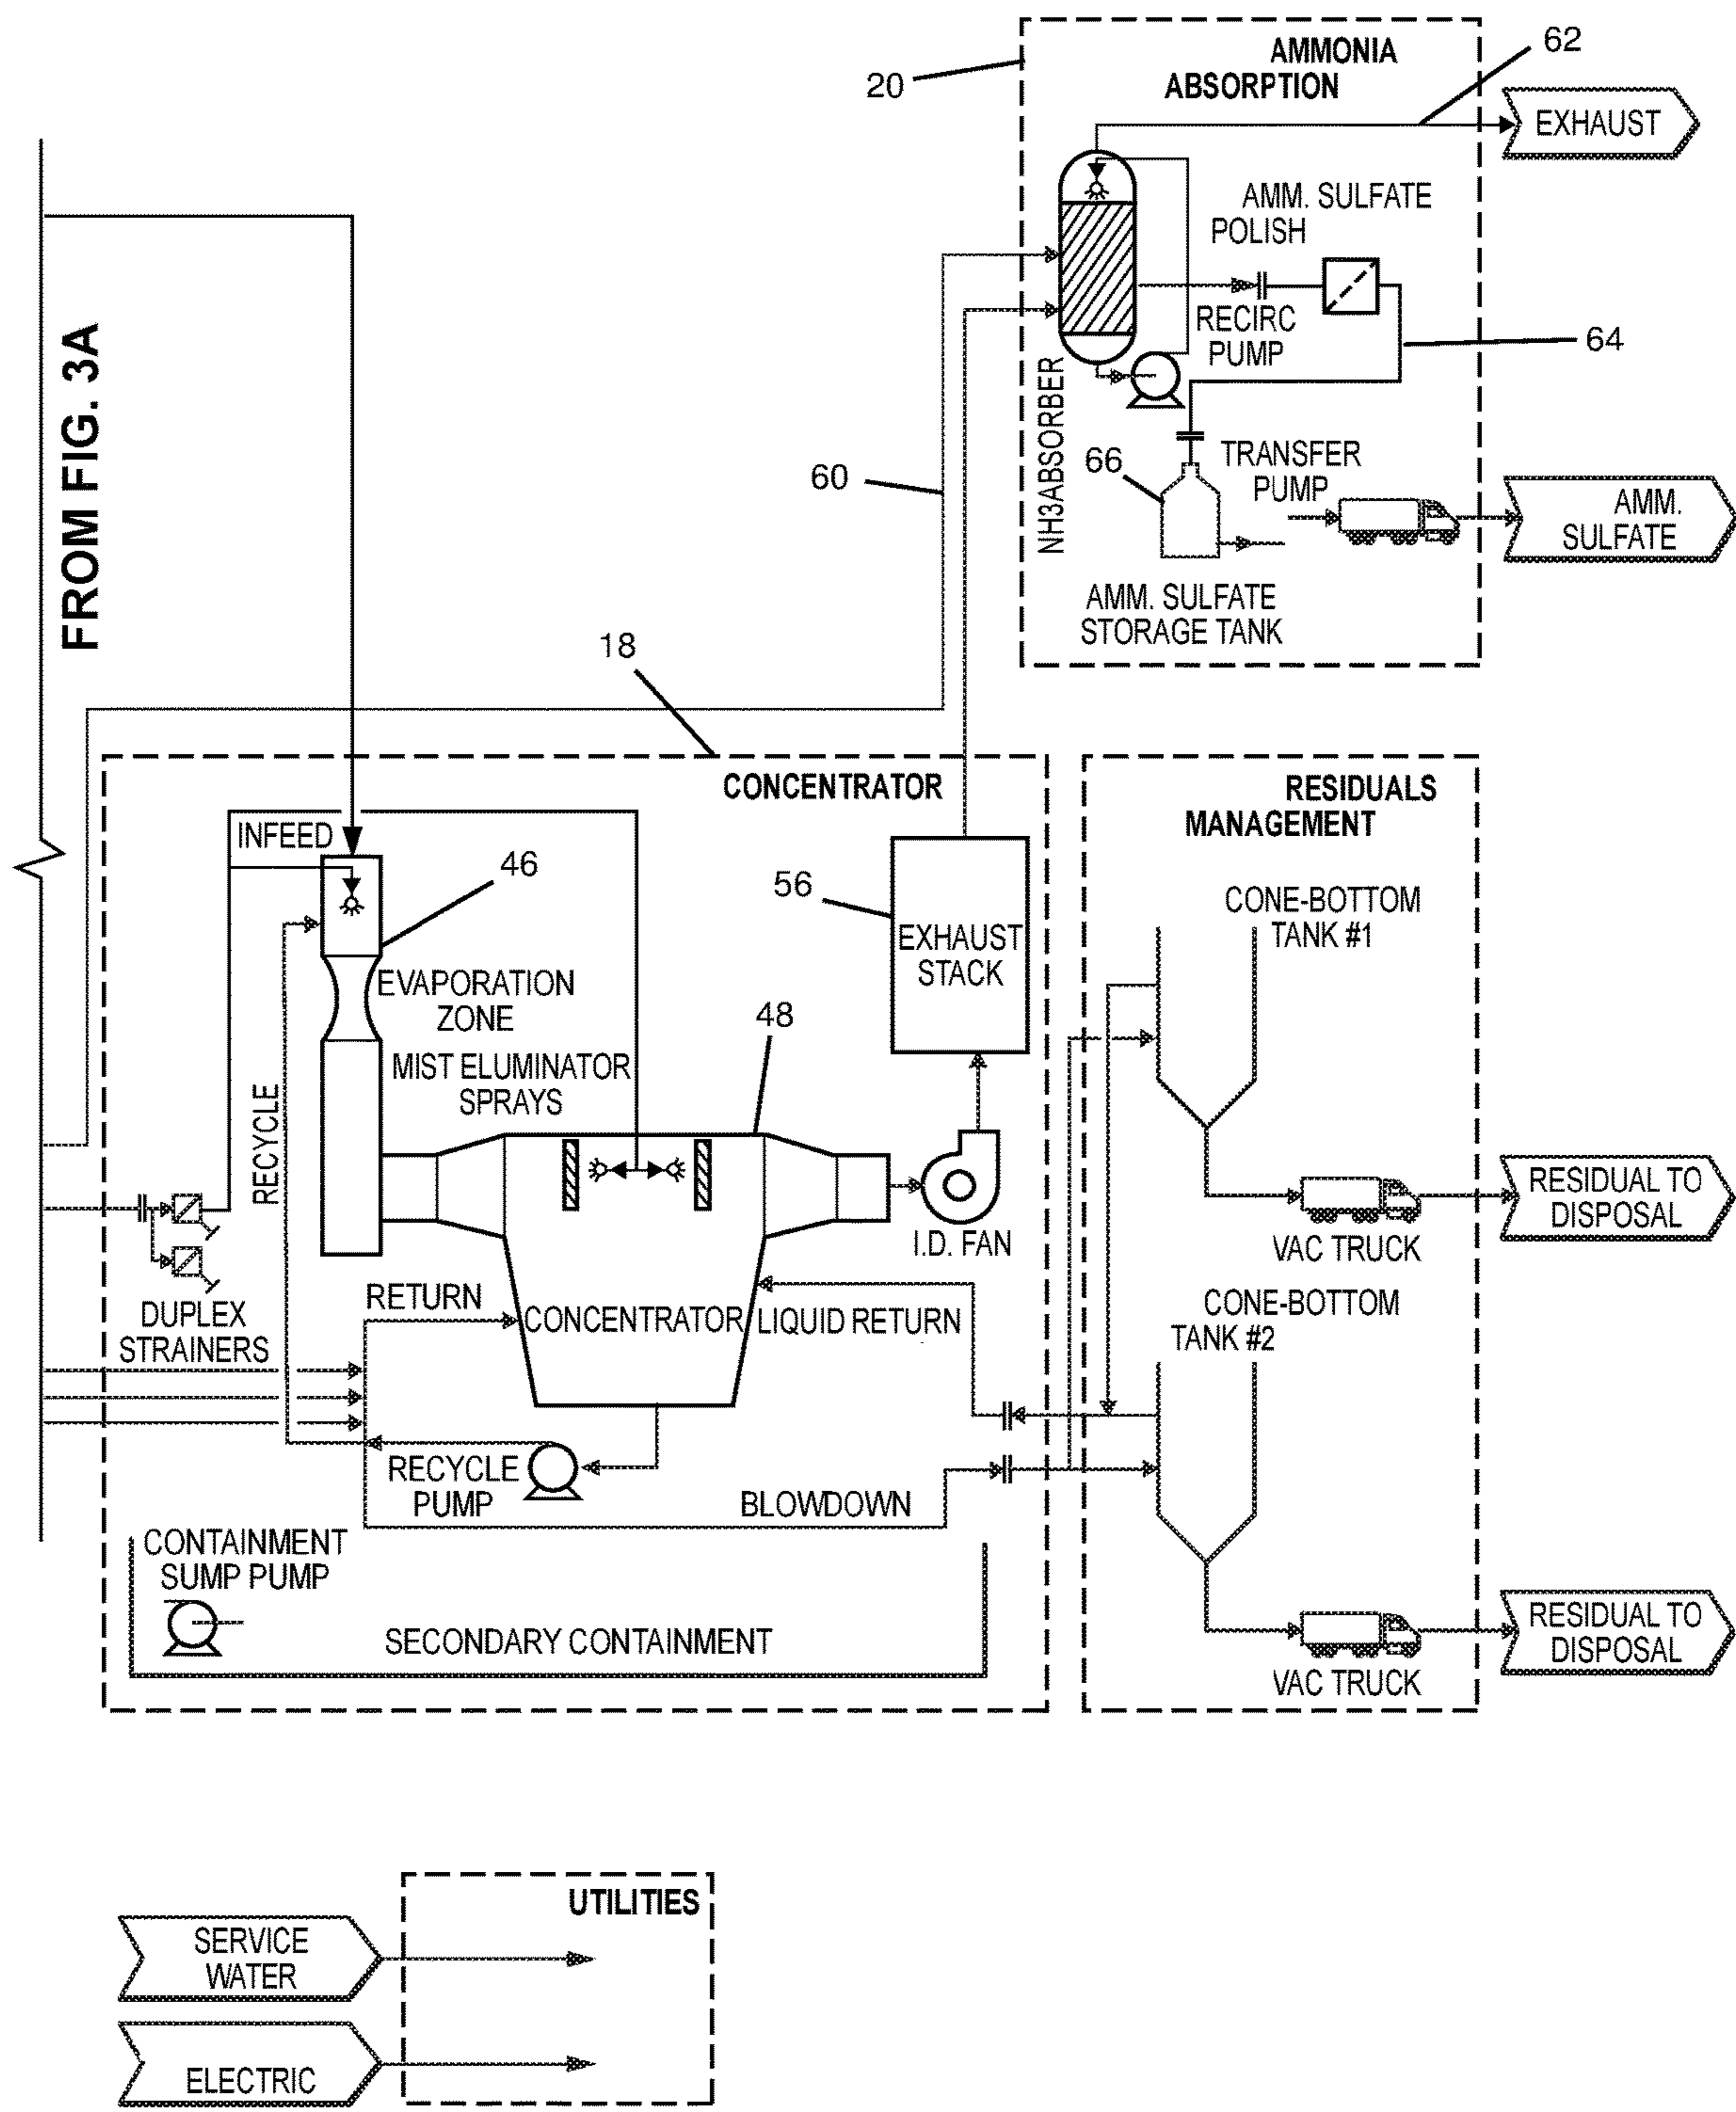 62
20
AMMONIA
ABSORPTION
EXHAUST
AMM. SULFATE
POLISH
RECIRC
PUMP
64
NH3ABSORBER
FROM FIG. 3A
60
66
TRANSFER
PUMP
AMM.
SULFATE
AMM. SULFATE
STORAGE TANK
18
CONCENTRATOR
RESIDUALS
MANAGEMENT
INFEED
46
56
EXHAUST
STACK
CONE-BOTTOM
TANK #1
EVAPORATION
ZONE
48
MIST ELUMINATOR
SPRAYS
RECYCLE
I.D. FAN
RESIDUAL TO
DISPOSAL
VAC TRUCK
DUPLEX
STRAINERS
RETURN
CONCENTRATOR
LIQUID RETURN
CONE-BOTTOM
TANK #2
RECYCLE
PUMP
BLOWDOWN
CONTAINMENT
SUMP PUMP
SECONDARY CONTAINMENT
RESIDUAL TO
DISPOSAL
VAC TRUCK
UTILITIES
SERVICE
WATER
ELECTRIC